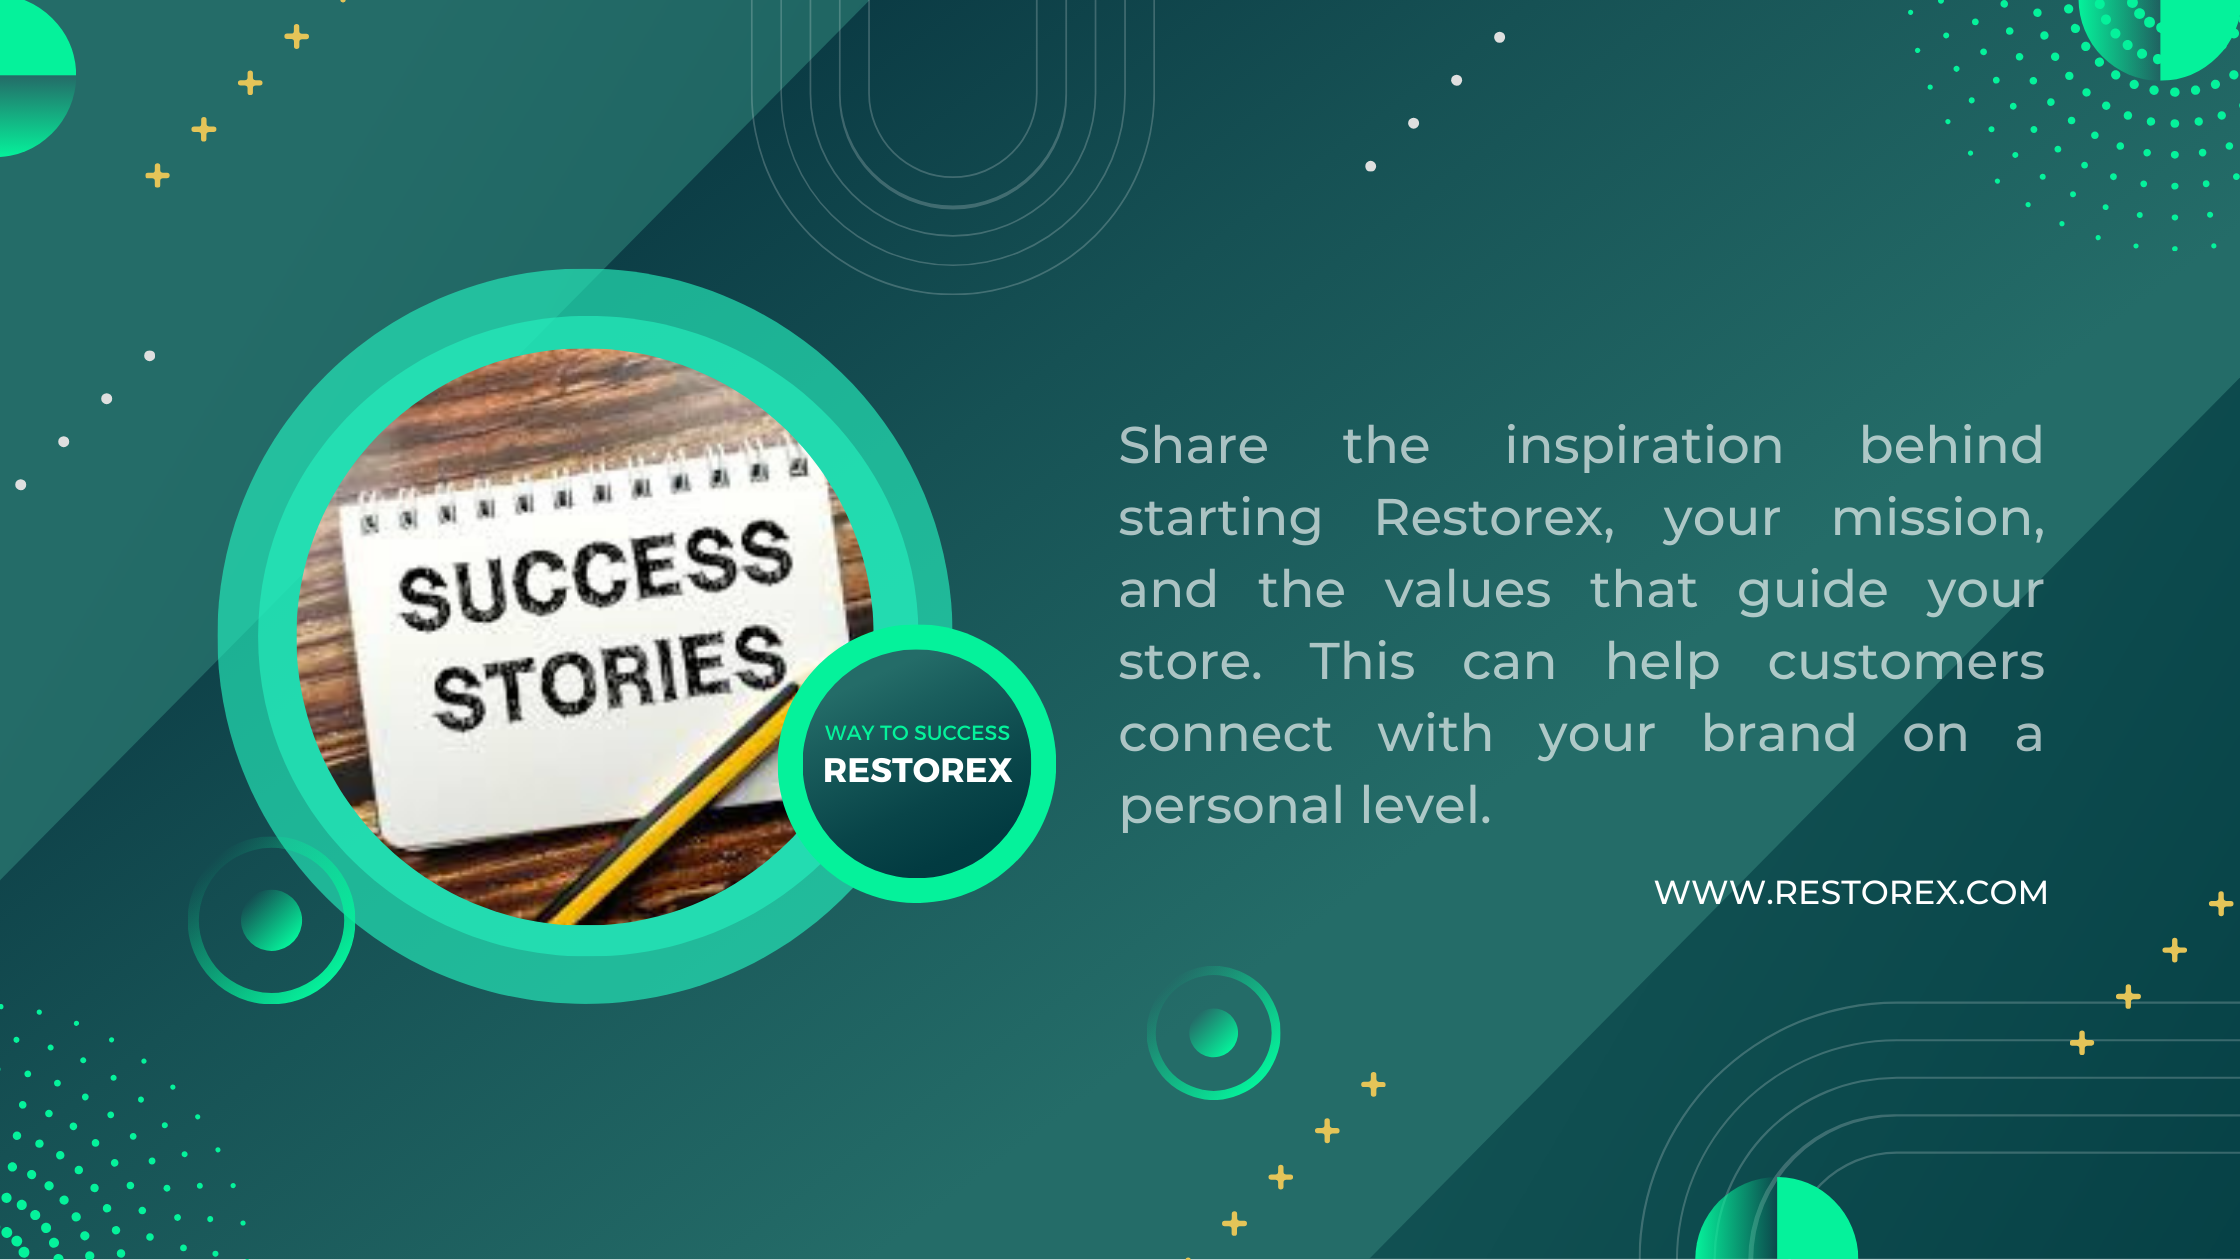 SUCCESS
STORIES
WAY TO SUCCESS
RESTOREX
Share the inspiration behind
starting Restorex, your mission,
and the values that guide your
store. This can help customers
connect with your brand on a
personal level.
WWW.RESTOREX.COM